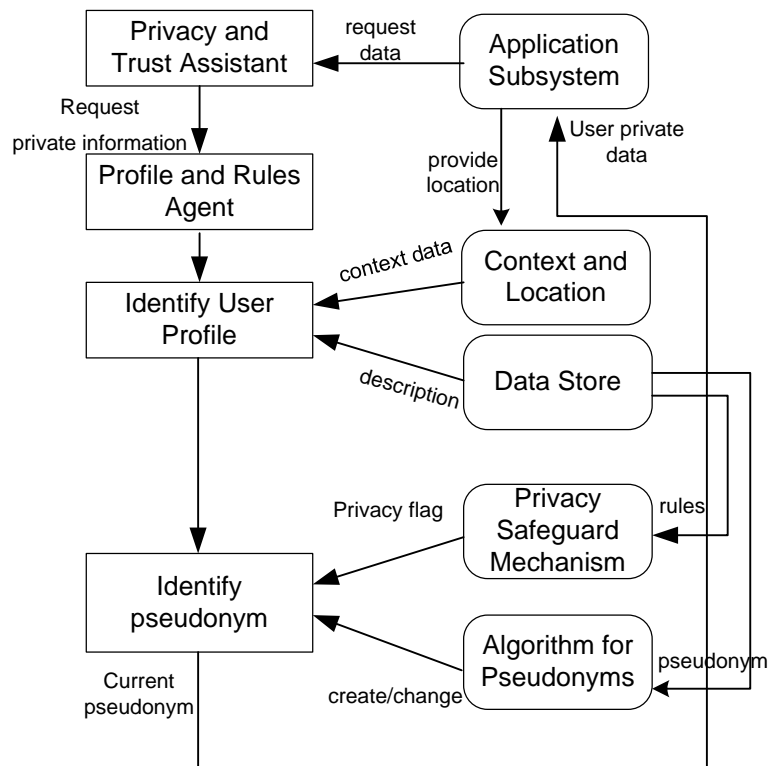 Privacy and
Trust Assistant
request
data
Application
Subsystem
Request
private information
User private
data
provide
location
Profile and Rules
Agent
context data
Context and
Location
Identify User
Profile
description
Data Store
Privacy flag
Privacy
Safeguard
Mechanism
rules
Identify
pseudonym
Algorithm for
Pseudonyms
pseudonym
Current
pseudonym
create/change